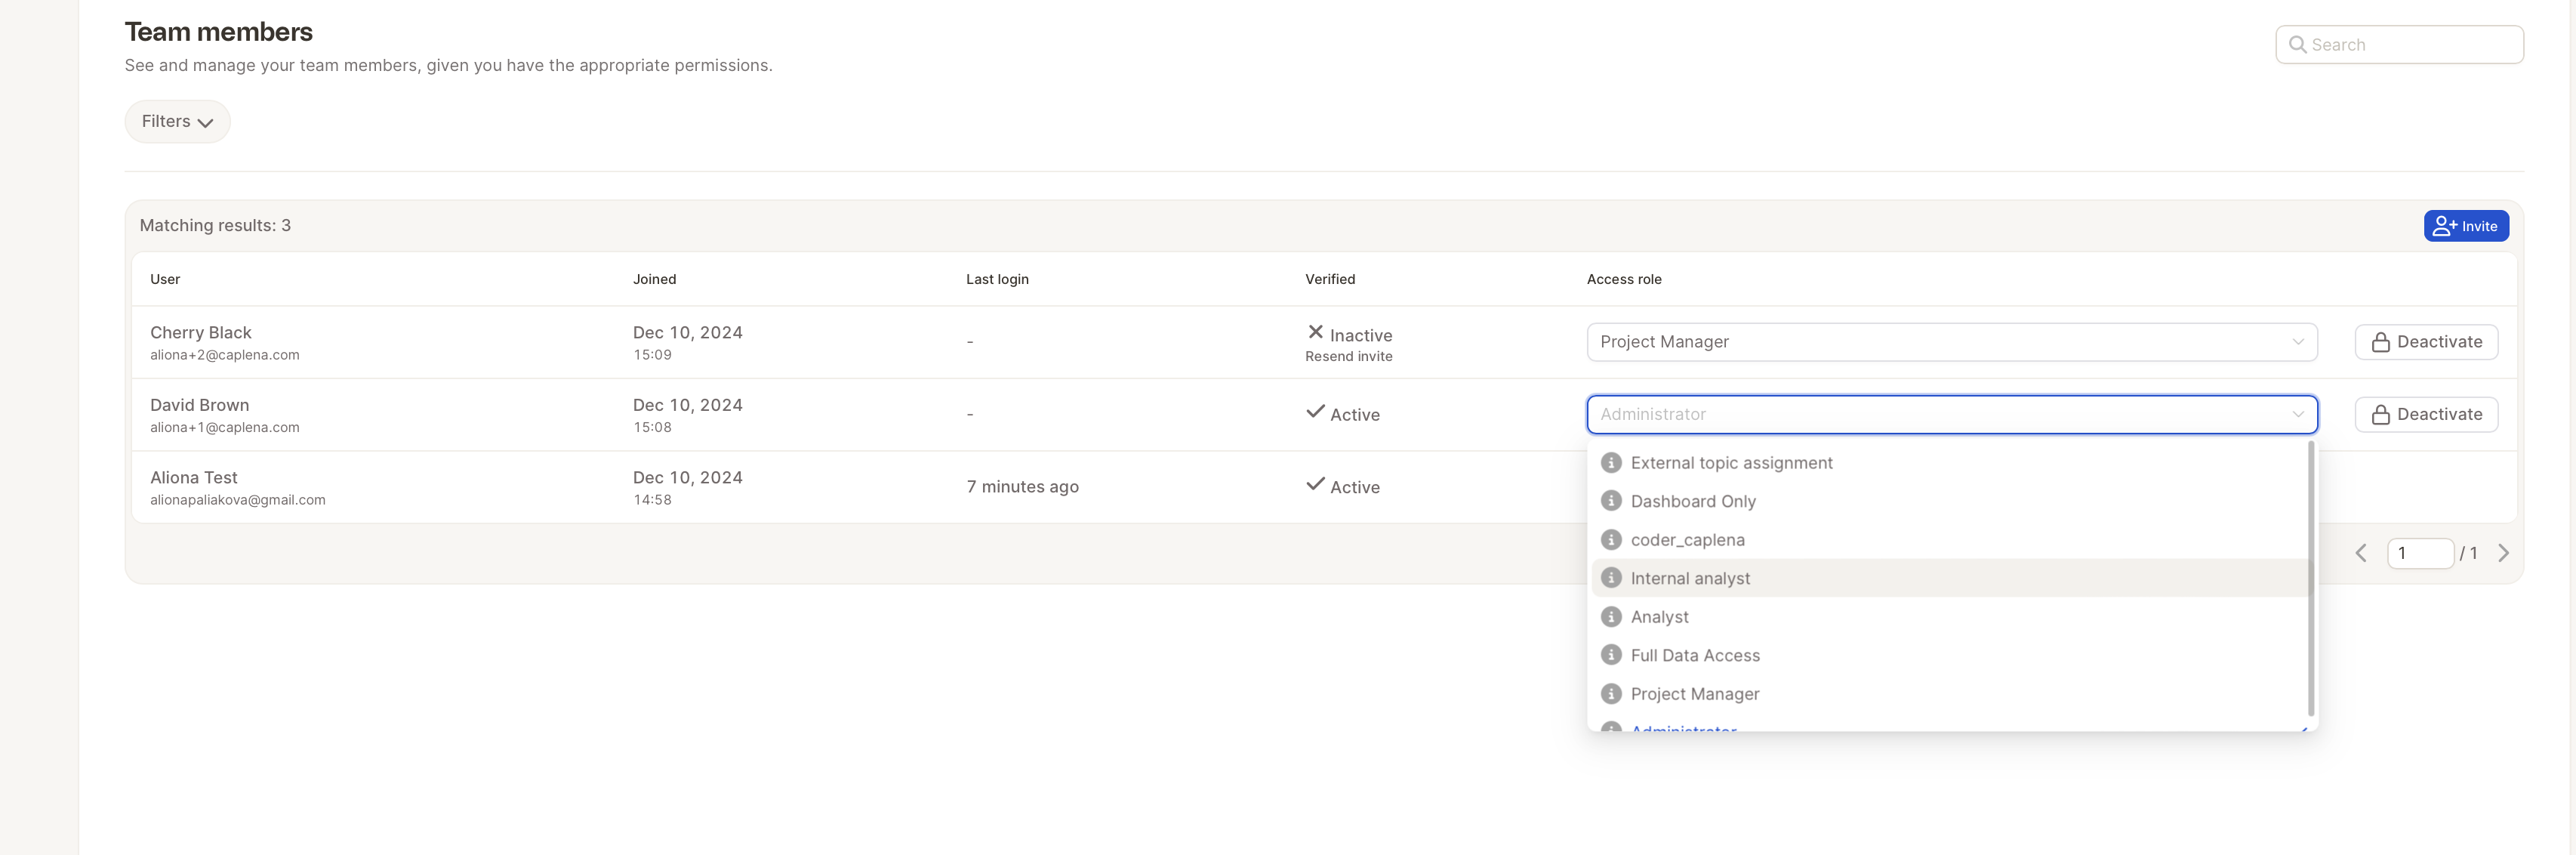 Team members
See and manage your team members, given you have the appropriate permissions.
Search
Filters
Matching results: 3
Invite
User Joined Last login Verified Access role
Cherry Black Dec 10, 2024 - Inactive Project Manager Deactivate
aliona+2@caplena.com 15:09 Resend invite
David Brown Dec 10, 2024 - Active Administrator Deactivate
aliona+1@caplena.com 15:08
Aliona Test Dec 10, 2024 7 minutes ago Active
alionapaliakova@gmail.com 14:58
External topic assignment
Dashboard Only
coder_caplena
Internal analyst
Analyst
Full Data Access
Project Manager
Administrator
1 / 1